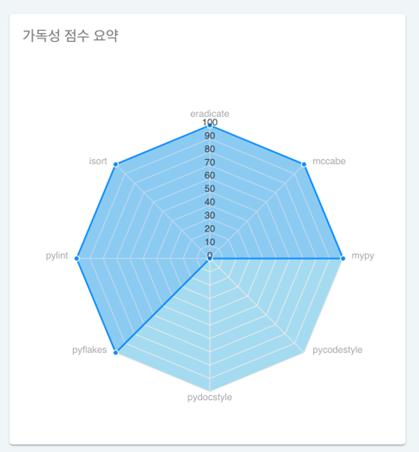 가독성 점수 요약
eradicate
100
90
80
70
60
50
40
30
20
10
0
isort
mccabe
pylint
mypy
pyflakes
pycodestyle
pydocstyle